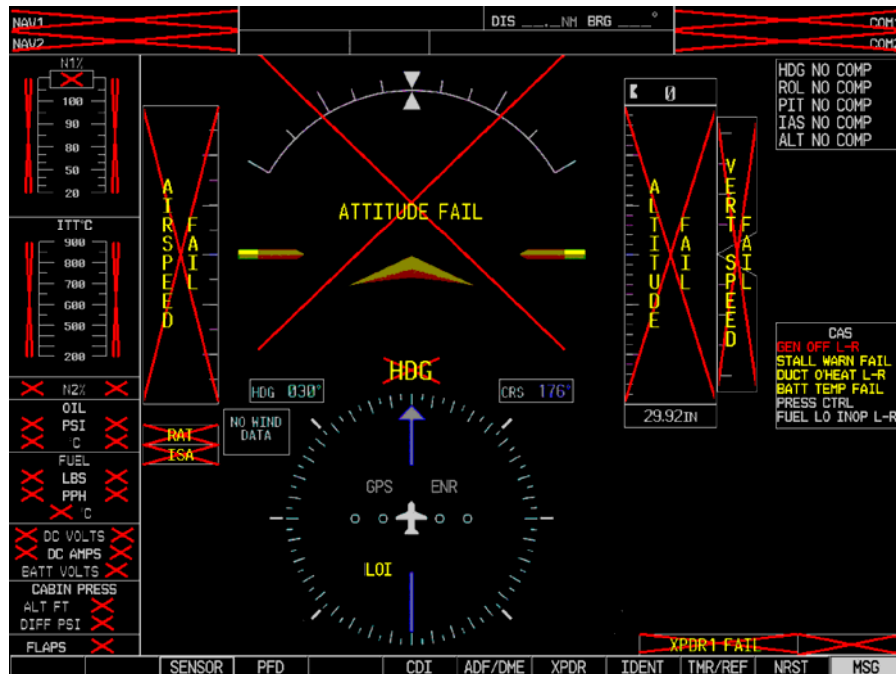 NAV1
NAV2
DIS __._NM BRG ___°
COM1
COM2
N1%
100
90
80
50
20
ITT°C
900
800
700
600
500
200
N2%
OIL
PSI
°C
FUEL
LBS
PPH
°C
DC VOLTS
DC AMPS
BATT VOLTS
CABIN PRESS
ALT FT
DIFF PSI
FLAPS
AIRSPEED
FAIL
ATTITUDE FAIL
0
ALTITUDE
FAIL
VERT SPEED
FAIL
29.92IN
HDG NO COMP
ROL NO COMP
PIT NO COMP
IAS NO COMP
ALT NO COMP
CAS
GEN OFF L-R
STALL WARN FAIL
DUCT O'HEAT L-R
BATT TEMP FAIL
PRESS CTRL
FUEL LO INOP L-R
HDG
HDG 030°
CRS 176°
RAT
ISA
NO WIND
DATA
GPS ENR
LOI
XPDR1 FAIL
SENSOR PFD CDI ADF/DME XPDR IDENT TMR/REF NRST MSG